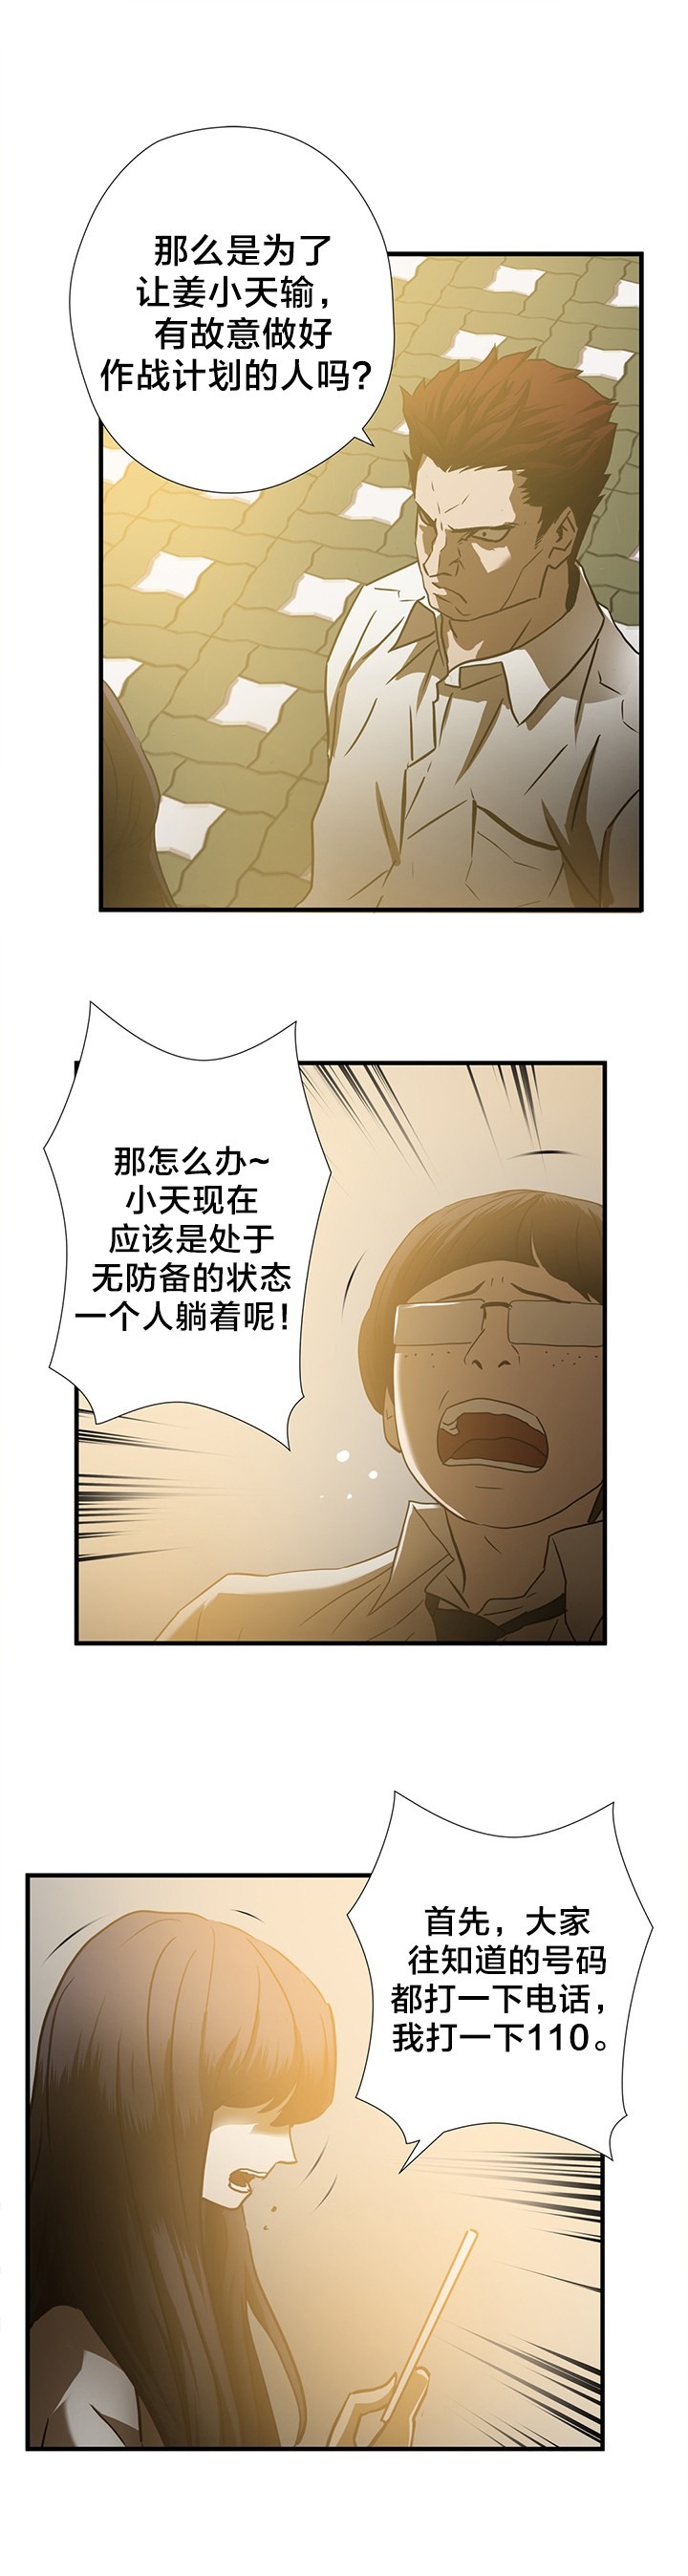 那么是为了
让姜小天输，
有故意做好
作战计划的人吗？
那怎么办~
小天现在
应该是处于
无防备的状态
一个人躺着呢！
首先，大家
往知道的号码
都打一下电话，
我打一下110。